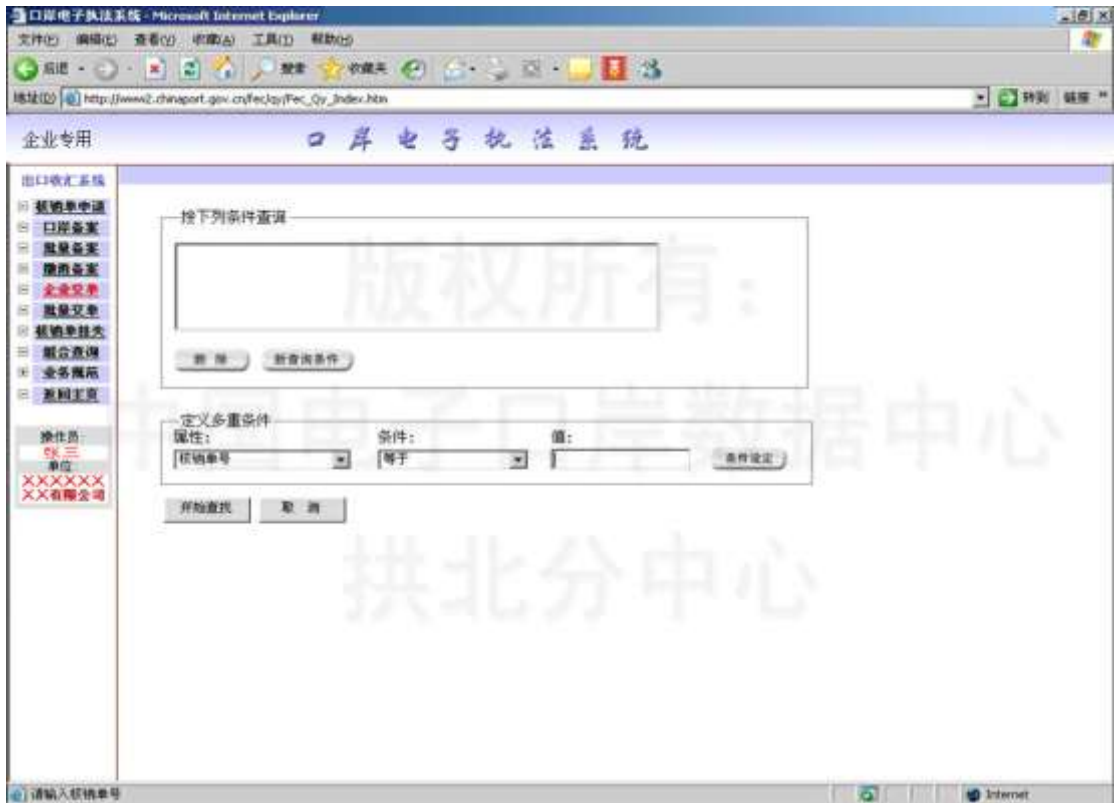 口岸电子执法系统 - Microsoft Internet Explorer
文件(F) 编辑(E) 查看(V) 收藏(A) 工具(T) 帮助(H)
后退 搜索 收藏夹
地址(D) http://www2.chinaport.gov.cn/fec/qy/Fec_Qy_Index.htm 转到 链接 »
企业专用 口岸电子执法系统
出口收汇系统
核销单申请
口岸备案
批量备案
撤消备案
企业交单
批量交单
核销单挂失
组合查询
业务规范
返回主页
操作员
张三
单位
XXXXXX
XX有限公司
按下列条件查询
删 除 新查询条件
定义多重条件
属性: 条件: 值:
核销单号 等于 条件设定
开始查找 取 消
版权所有:
中国电子口岸数据中心
拱北分中心
请输入核销单号 Internet